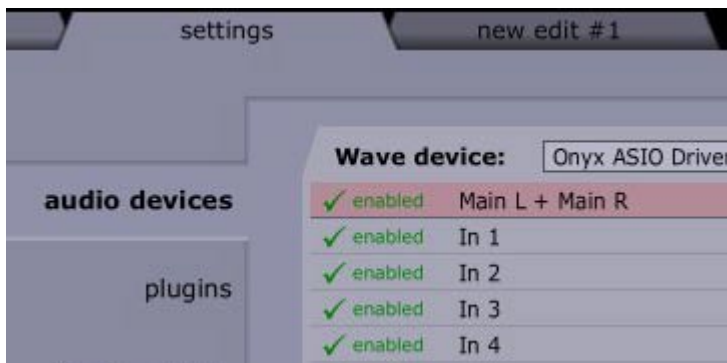 settings
new edit #1
Wave device: Onyx ASIO Driver
audio devices
enabled Main L + Main R
enabled In 1
enabled In 2
plugins
enabled In 3
enabled In 4